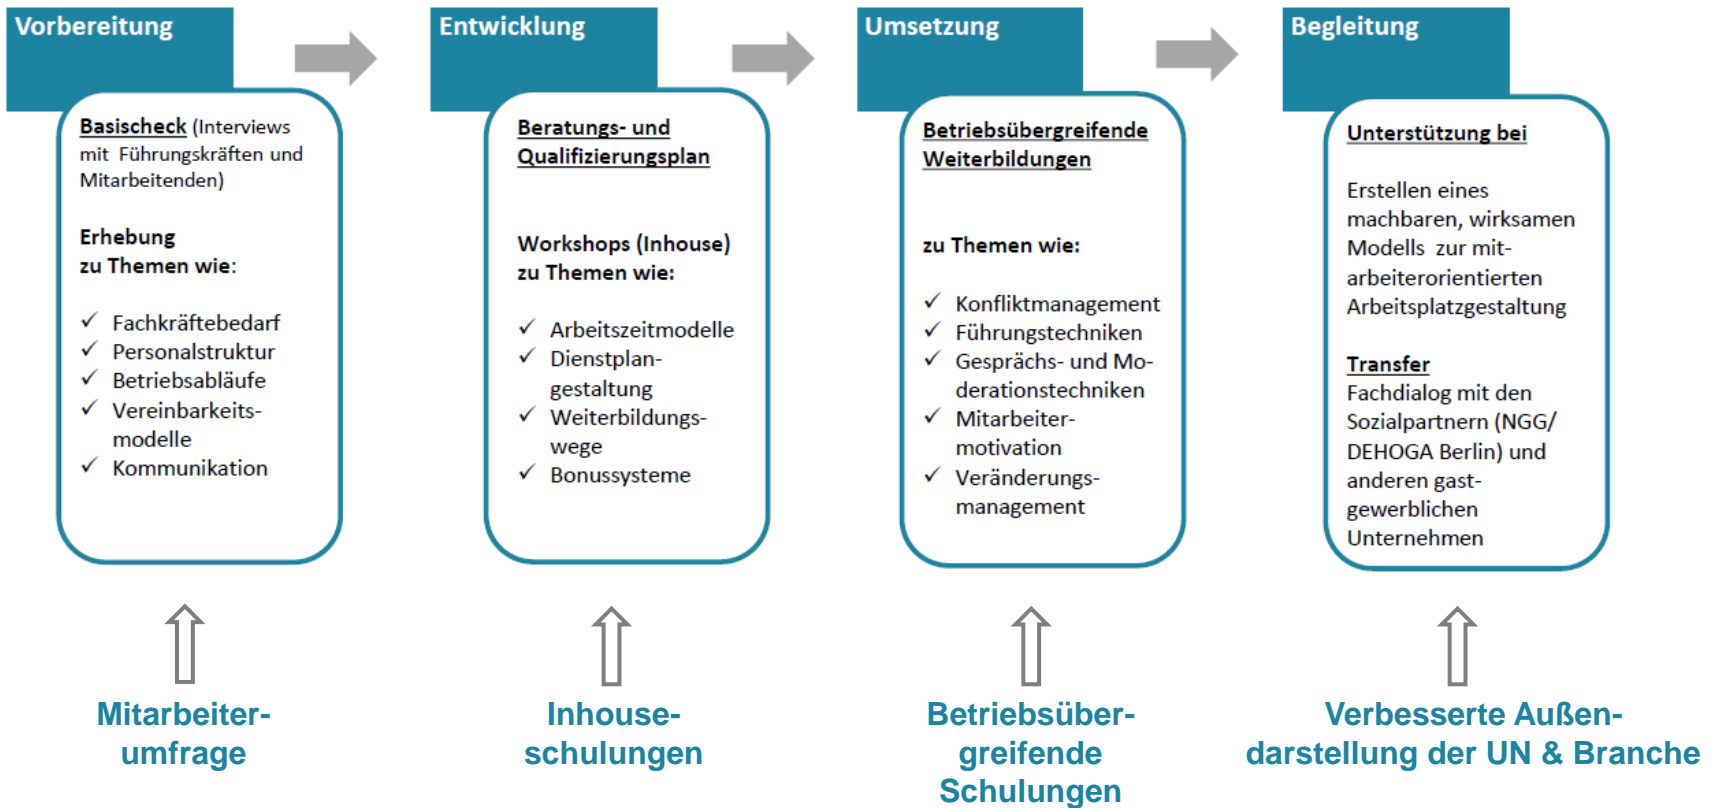 Vorbereitung
Basischeck (Interviews
mit Führungskräften und
Mitarbeitenden)
Erhebung
zu Themen wie:
✓ Fachkräftebedarf
✓ Personalstruktur
✓ Betriebsabläufe
✓ Vereinbarkeits-
modelle
✓ Kommunikation
Mitarbeiter-
umfrage
Entwicklung
Beratungs- und
Qualifizierungsplan
Workshops (Inhouse)
zu Themen wie:
✓ Arbeitszeitmodelle
✓ Dienstplan-
gestaltung
✓ Weiterbildungs-
wege
✓ Bonussysteme
Inhouse-
schulungen
Umsetzung
Betriebsübergreifende
Weiterbildungen
zu Themen wie:
✓ Konfliktmanagement
✓ Führungstechniken
✓ Gesprächs- und Mo-
derationstechniken
✓ Mitarbeiter-
motivation
✓ Veränderungs-
management
Betriebsüber-
greifende
Schulungen
Begleitung
Unterstützung bei
Erstellen eines
machbaren, wirksamen
Modells zur mit-
arbeiterorientierten
Arbeitsplatzgestaltung
Transfer
Fachdialog mit den
Sozialpartnern (NGG/
DEHOGA Berlin) und
anderen gast-
gewerblichen
Unternehmen
Verbesserte Außen-
darstellung der UN & Branche